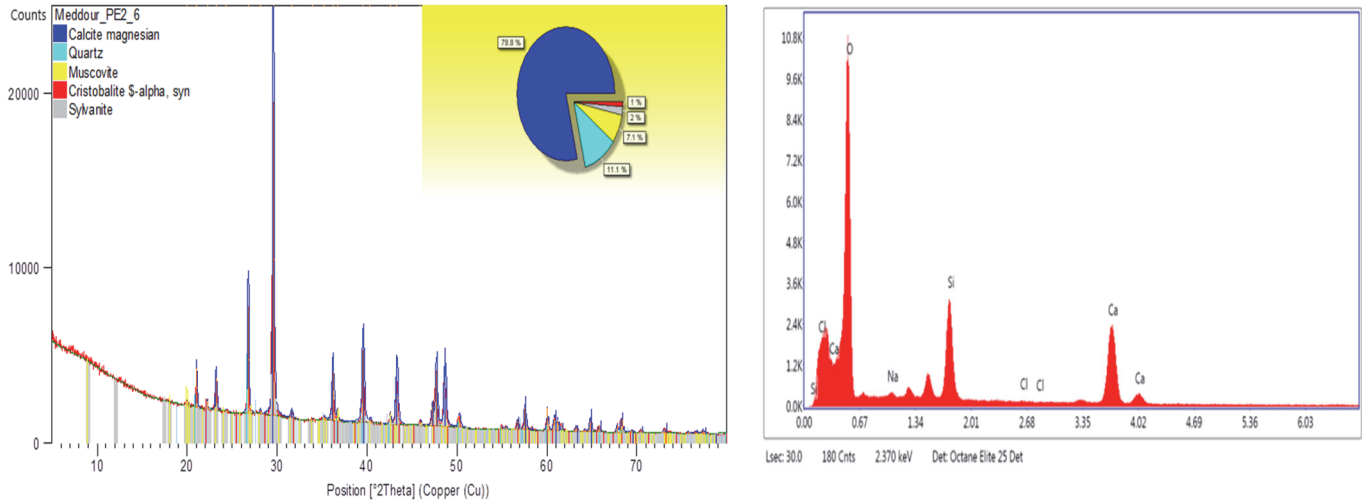 Counts
Meddour_PE2_6
Calcite magnesian
Quartz
Muscovite
Cristobalite $-alpha, syn
Sylvanite
78.8 %
1 %
2 %
7.1 %
11.1 %
20000
10000
0
10 20 30 40 50 60 70
Position [°2Theta] (Copper (Cu))
10.8K
9.6K
8.4K
7.2K
6.0K
4.8K
3.6K
2.4K
1.2K
0.0K
O
Cl
Ca
Na
Si
Cl
Cl
Ca
Ca
0.00 0.67 1.34 2.01 2.68 3.35 4.02 4.69 5.36 6.03
Lsec: 30.0 180 Cnts 2.370 keV Det: Octane Elite 25 Det